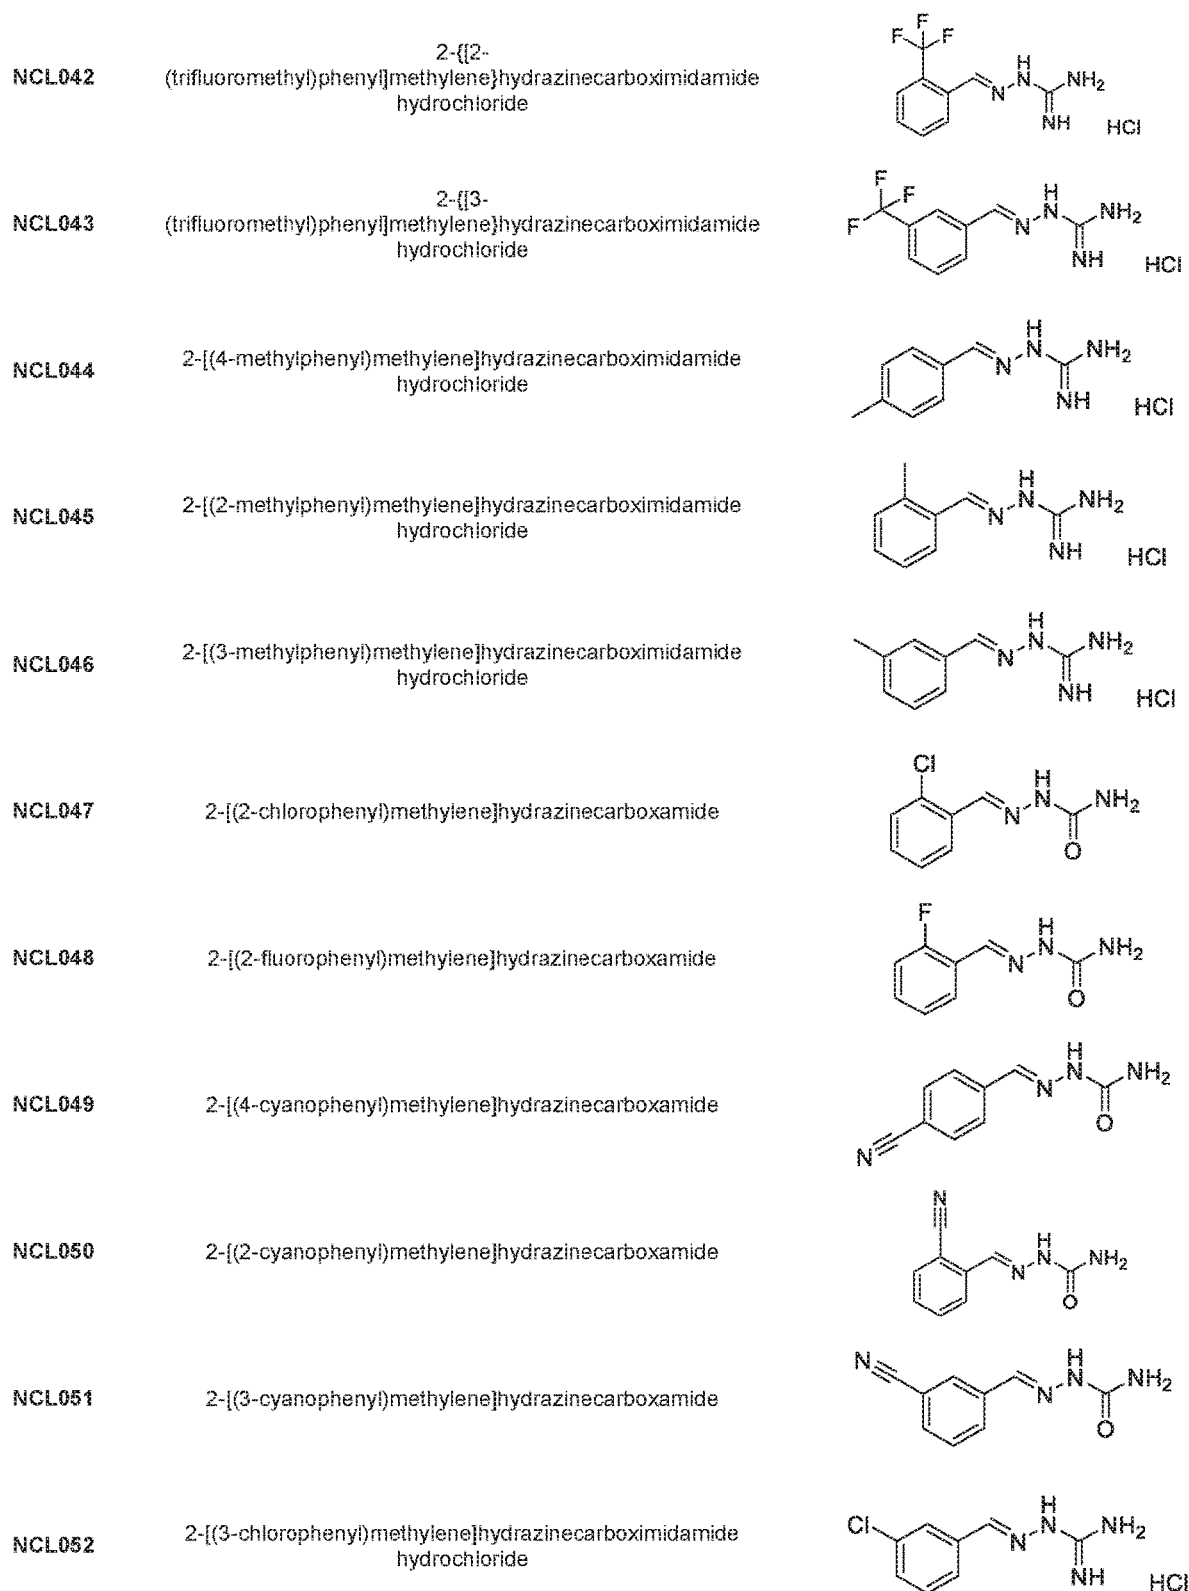 NCL042
2-{[2-
(trifluoromethyl)phenyl]methylene}hydrazinecarboximidamide
hydrochloride
F
F F
H
N NH2
N
NH
HCl
NCL043
2-{[3-
(trifluoromethyl)phenyl]methylene}hydrazinecarboximidamide
hydrochloride
F
F
F
H
N NH2
N
NH
HCl
NCL044
2-[(4-methylphenyl)methylene]hydrazinecarboximidamide
hydrochloride
H
N NH2
N
NH
HCl
NCL045
2-[(2-methylphenyl)methylene]hydrazinecarboximidamide
hydrochloride
H
N NH2
N
NH
HCl
NCL046
2-[(3-methylphenyl)methylene]hydrazinecarboximidamide
hydrochloride
H
N NH2
N
NH
HCl
NCL047
2-[(2-chlorophenyl)methylene]hydrazinecarboxamide
Cl
H
N NH2
N
O
NCL048
2-[(2-fluorophenyl)methylene]hydrazinecarboxamide
F
H
N NH2
N
O
NCL049
2-[(4-cyanophenyl)methylene]hydrazinecarboxamide
H
N NH2
N
O
N
NCL050
2-[(2-cyanophenyl)methylene]hydrazinecarboxamide
N
H
N NH2
N
O
NCL051
2-[(3-cyanophenyl)methylene]hydrazinecarboxamide
N
H
N NH2
N
O
NCL052
2-[(3-chlorophenyl)methylene]hydrazinecarboximidamide
hydrochloride
Cl
H
N NH2
N
NH
HCl